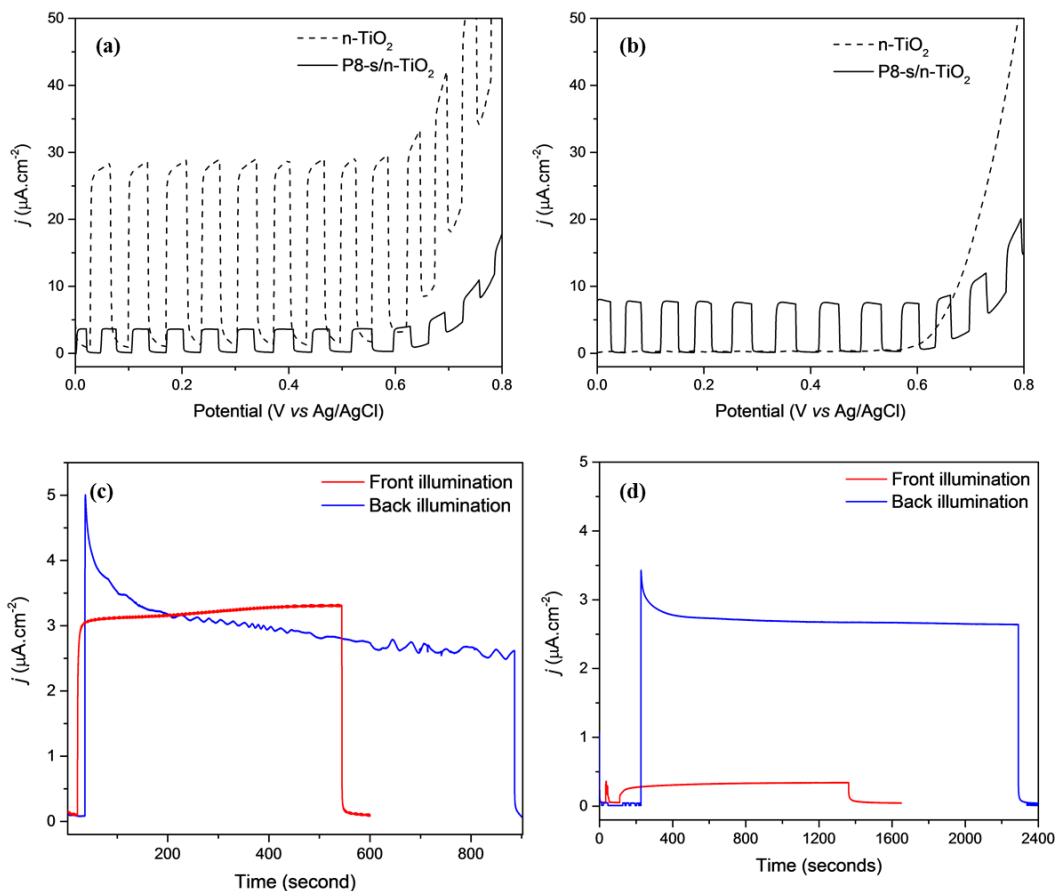 (a)
n-TiO₂
P8-s/n-TiO₂
50
40
30
20
10
0
j (μA.cm⁻²)
0.0 0.2 0.4 0.6 0.8
Potential (V vs Ag/AgCl)
(b)
n-TiO₂
P8-s/n-TiO₂
50
40
30
20
10
0
j (μA.cm⁻²)
0.0 0.2 0.4 0.6 0.8
Potential (V vs Ag/AgCl)
(c)
Front illumination
Back illumination
5
4
3
2
1
0
j (μA.cm⁻²)
200 400 600 800
Time (second)
(d)
Front illumination
Back illumination
5
4
3
2
1
0
j (μA.cm⁻²)
0 400 800 1200 1600 2000 2400
Time (seconds)